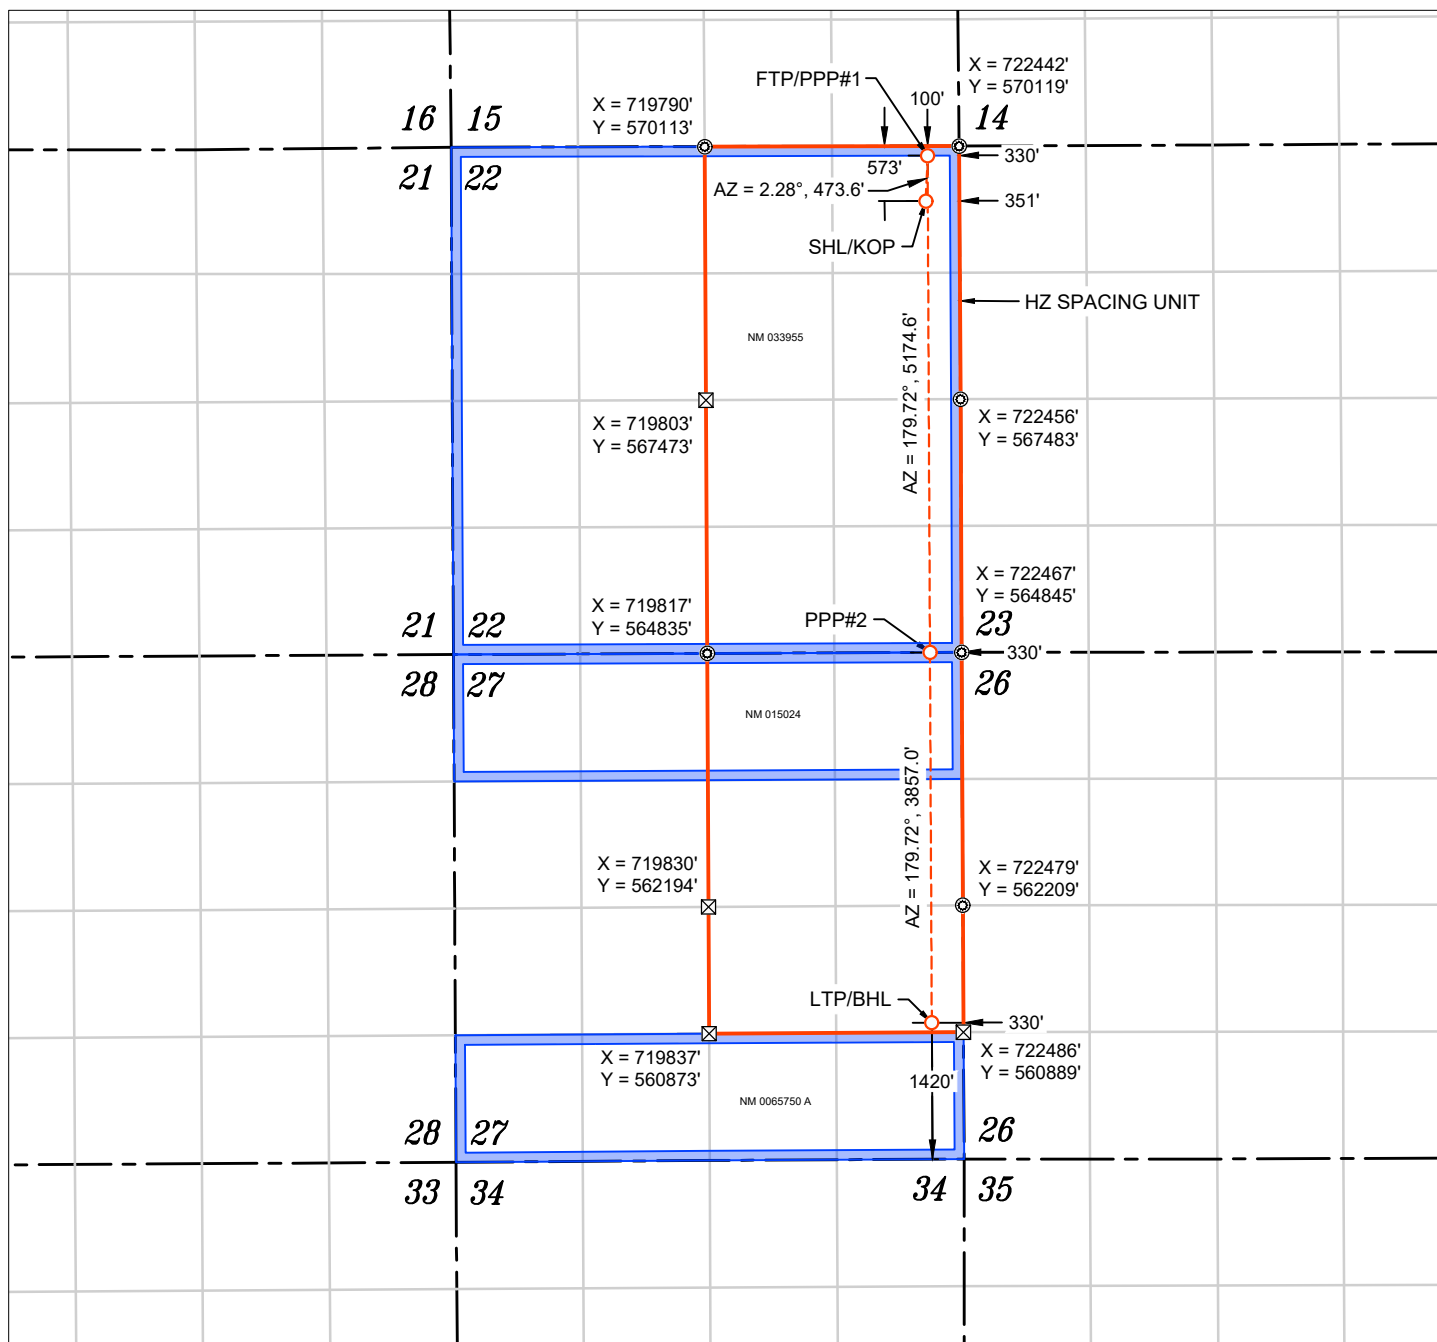 X = 722442'
Y = 570119'
FTP/PPP#1
100'
X = 719790'
Y = 570113'
16 15
14
330'
573'
21 22
AZ = 2.28°, 473.6'
351'
SHL/KOP
HZ SPACING UNIT
NM 033955
AZ = 179.72°, 5174.6'
X = 719803'
Y = 567473'
X = 722456'
Y = 567483'
X = 722467'
Y = 564845'
X = 719817'
Y = 564835'
PPP#2
21 22
23
330'
28 27
26
NM 015024
AZ = 179.72°, 3857.0'
X = 719830'
Y = 562194'
X = 722479'
Y = 562209'
LTP/BHL
330'
X = 719837'
Y = 560873'
X = 722486'
Y = 560889'
1420'
NM 0065750 A
28 27
26
33 34
34 35